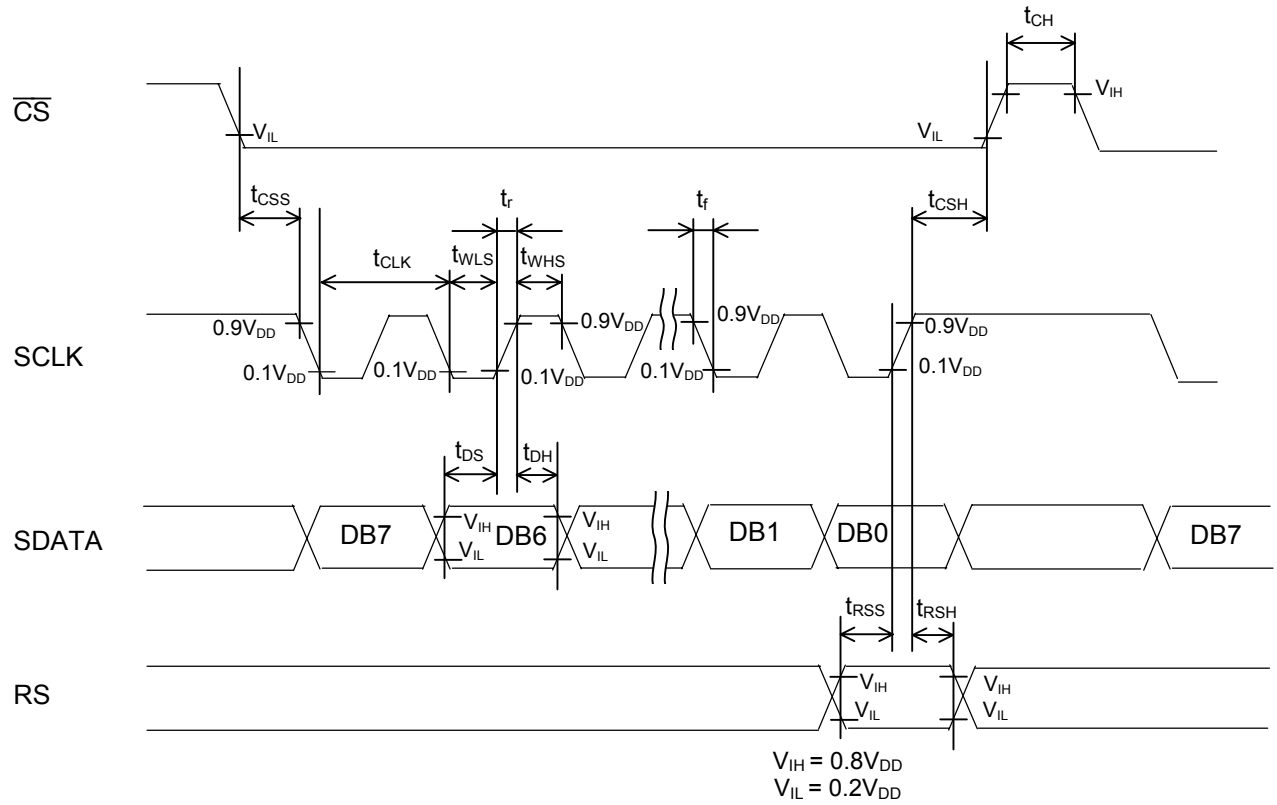 t_CH
C̅S̅
V_IL
V_IL
V_IH
t_CSS
t_r
t_f
t_CSH
t_CLK
t_WLS
t_WHS
0.9V_DD
0.9V_DD
0.9V_DD
0.9V_DD
SCLK
0.1V_DD
0.1V_DD
0.1V_DD
0.1V_DD
0.1V_DD
t_DS
t_DH
SDATA
DB7
V_IH
V_IL
DB6
V_IH
V_IL
DB1
DB0
DB7
t_RSS
t_RSH
RS
V_IH
V_IL
V_IH
V_IL
V_IH = 0.8V_DD
V_IL = 0.2V_DD